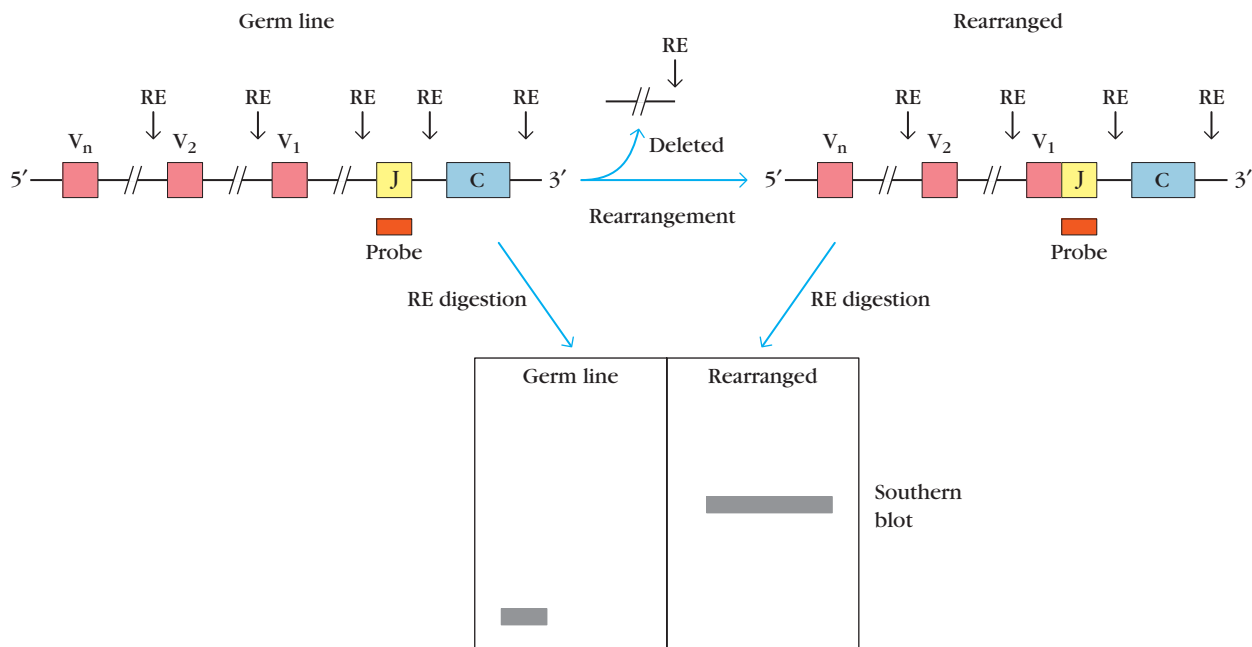 Germ line
Rearranged
RE
RE RE RE RE RE
RE RE RE RE
Vn V2 V1
Deleted
Vn V2 V1
5′ J C 3′
5′ J C 3′
Rearrangement
Probe
Probe
RE digestion
RE digestion
Germ line
Rearranged
Southern
blot